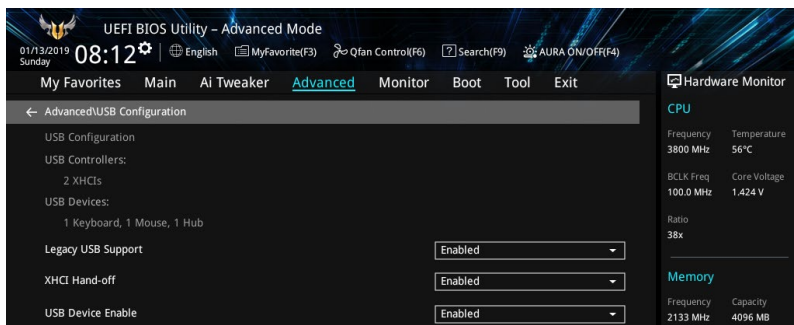 UEFI BIOS Utility – Advanced Mode
01/13/2019 Sunday 08:12 English MyFavorite(F3) Qfan Control(F6) ? Search(F9) AURA ON/OFF(F4)
My Favorites Main Ai Tweaker Advanced Monitor Boot Tool Exit
Hardware Monitor
← Advanced\USB Configuration
USB Configuration
USB Controllers:
2 XHCIs
USB Devices:
1 Keyboard, 1 Mouse, 1 Hub
Legacy USB Support Enabled
XHCI Hand-off Enabled
USB Device Enable Enabled
CPU
Frequency Temperature
3800 MHz 56°C
BCLK Freq Core Voltage
100.0 MHz 1.424 V
Ratio
38x
Memory
Frequency Capacity
2133 MHz 4096 MB